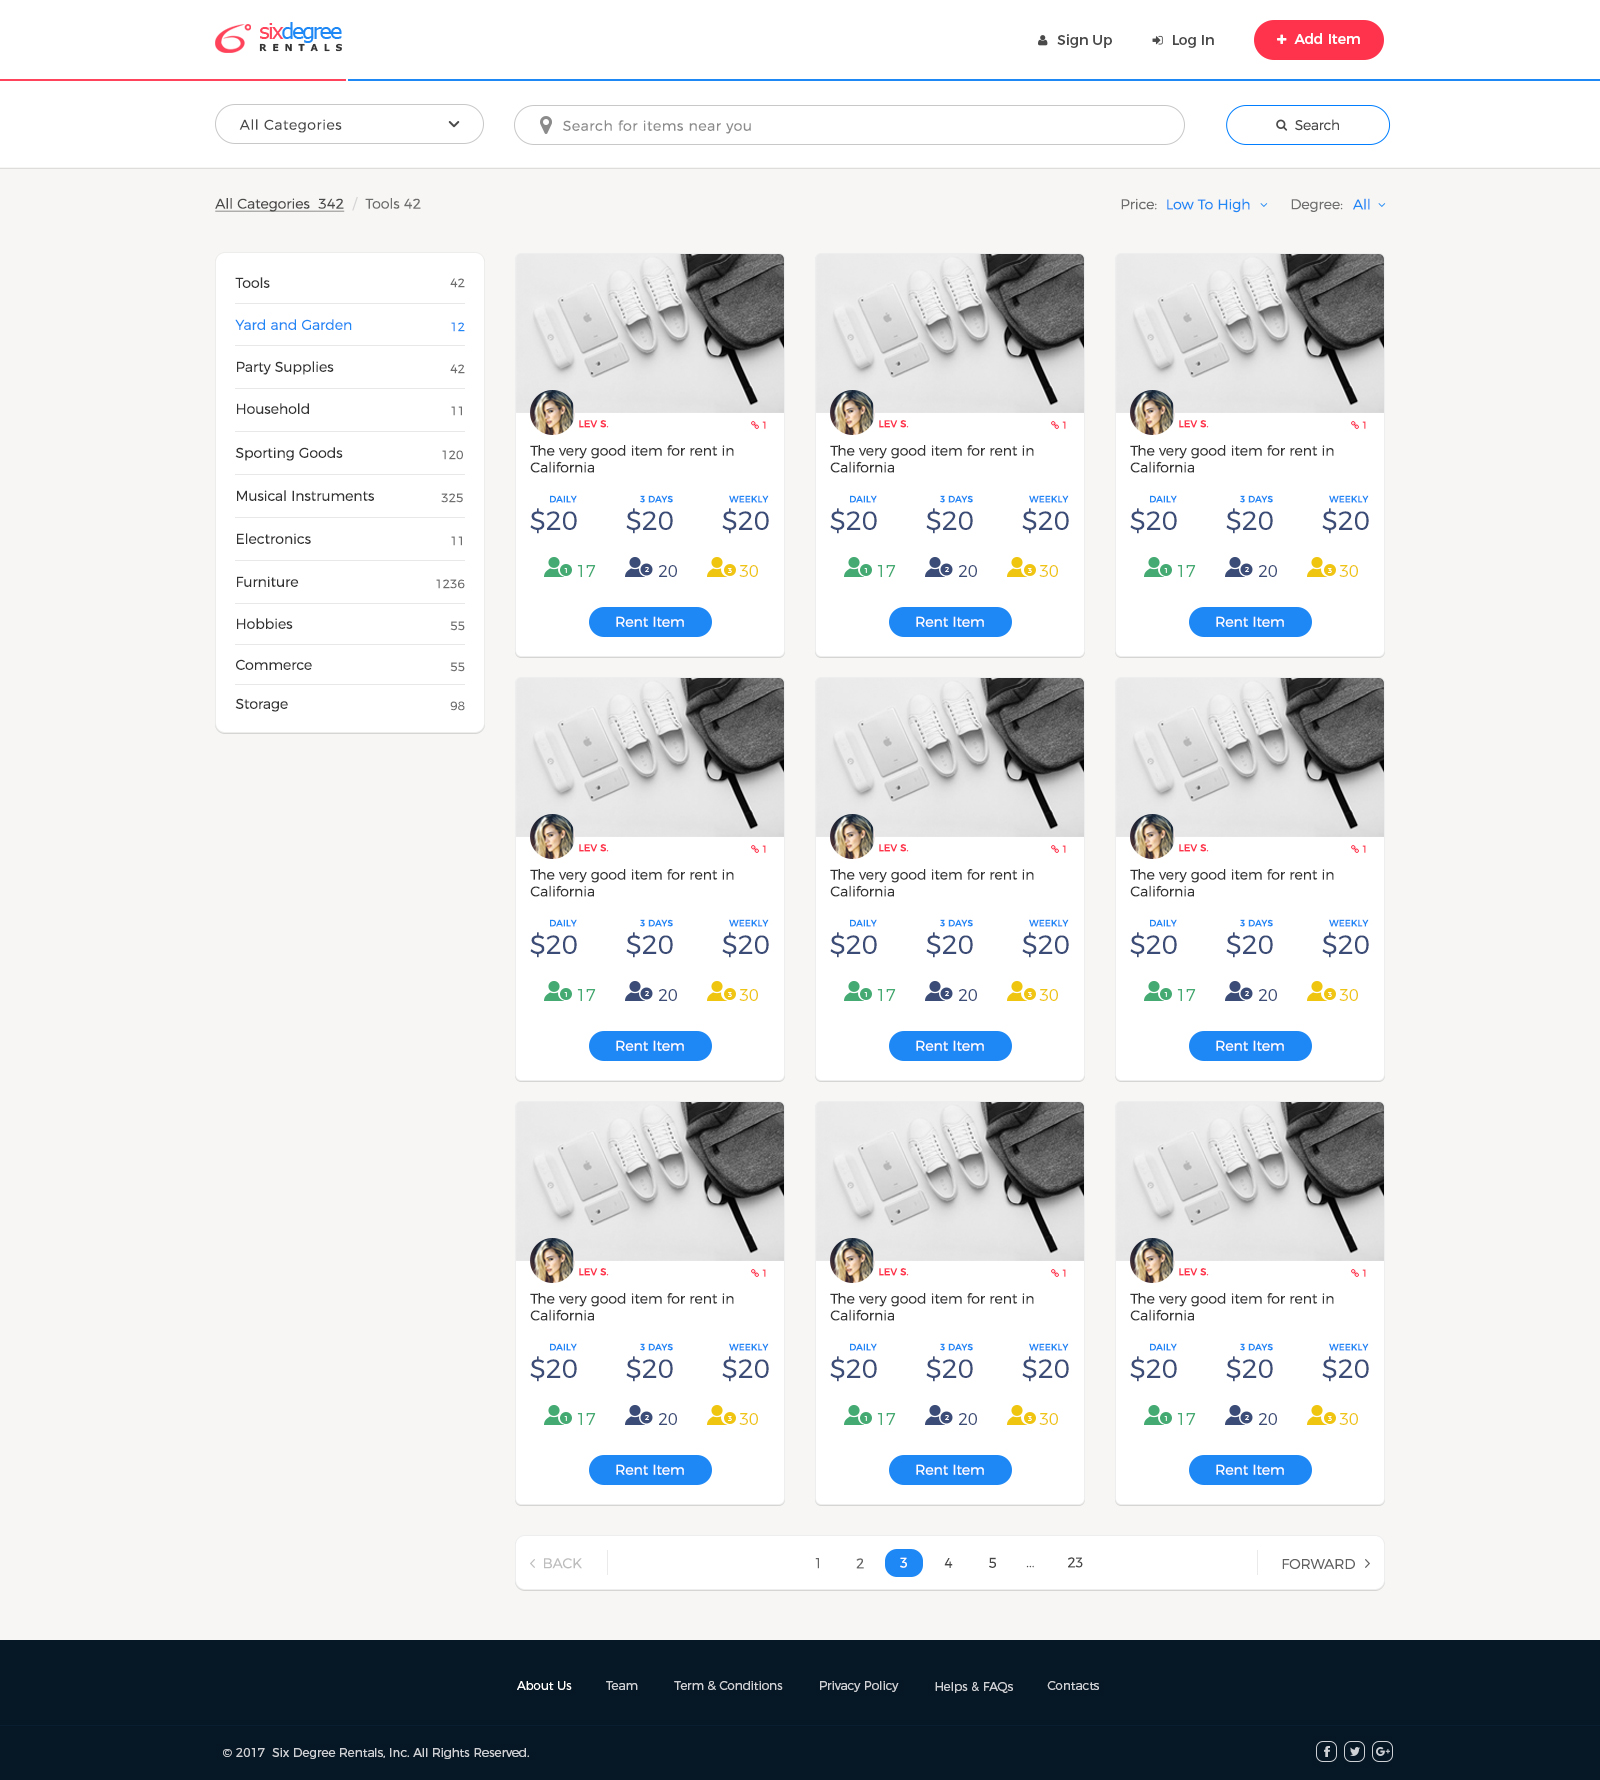 sixdegree
RENTALS
Sign Up
Log In
+ Add Item
All Categories
Search for items near you
Search
All Categories 342 / Tools 42
Price: Low To High
Degree: All
Tools 42
Yard and Garden 12
Party Supplies 42
Household 11
Sporting Goods 120
Musical Instruments 325
Electronics 11
Furniture 1236
Hobbies 55
Commerce 55
Storage 98
LEV S. 1
The very good item for rent in
California
DAILY 3 DAYS WEEKLY
$20 $20 $20
1 17 2 20 3 30
Rent Item
LEV S. 1
The very good item for rent in
California
DAILY 3 DAYS WEEKLY
$20 $20 $20
1 17 2 20 3 30
Rent Item
LEV S. 1
The very good item for rent in
California
DAILY 3 DAYS WEEKLY
$20 $20 $20
1 17 2 20 3 30
Rent Item
LEV S. 1
The very good item for rent in
California
DAILY 3 DAYS WEEKLY
$20 $20 $20
1 17 2 20 3 30
Rent Item
LEV S. 1
The very good item for rent in
California
DAILY 3 DAYS WEEKLY
$20 $20 $20
1 17 2 20 3 30
Rent Item
LEV S. 1
The very good item for rent in
California
DAILY 3 DAYS WEEKLY
$20 $20 $20
1 17 2 20 3 30
Rent Item
LEV S. 1
The very good item for rent in
California
DAILY 3 DAYS WEEKLY
$20 $20 $20
1 17 2 20 3 30
Rent Item
LEV S. 1
The very good item for rent in
California
DAILY 3 DAYS WEEKLY
$20 $20 $20
1 17 2 20 3 30
Rent Item
LEV S. 1
The very good item for rent in
California
DAILY 3 DAYS WEEKLY
$20 $20 $20
1 17 2 20 3 30
Rent Item
< BACK 1 2 3 4 5 ... 23 FORWARD >
About Us Team Term & Conditions Privacy Policy Helps & FAQs Contacts
© 2017 Six Degree Rentals, Inc. All Rights Reserved.